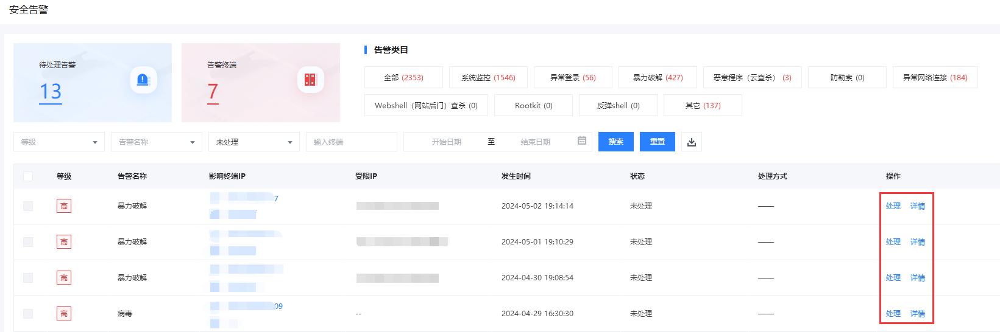 安全告警
待处理告警
13
告警终端
7
告警类目
全部 (2353) 系统监控 (1546) 异常登录 (56) 暴力破解 (427) 恶意程序（云查杀） (3) 防勒索 (0) 异常网络连接 (184)
Webshell（网站后门）查杀 (0) Rootkit (0) 反弹shell (0) 其它 (137)
等级 告警名称 未处理 输入终端 开始日期 至 结束日期 搜索 重置
等级 告警名称 影响终端IP 受限IP 发生时间 状态 处理方式 操作
高 暴力破解 7 2024-05-02 19:14:14 未处理 —— 处理 详情
高 暴力破解 2024-05-01 19:10:29 未处理 —— 处理 详情
高 暴力破解 2024-04-30 19:08:54 未处理 —— 处理 详情
高 病毒 09 -- 2024-04-29 16:30:30 未处理 —— 处理 详情